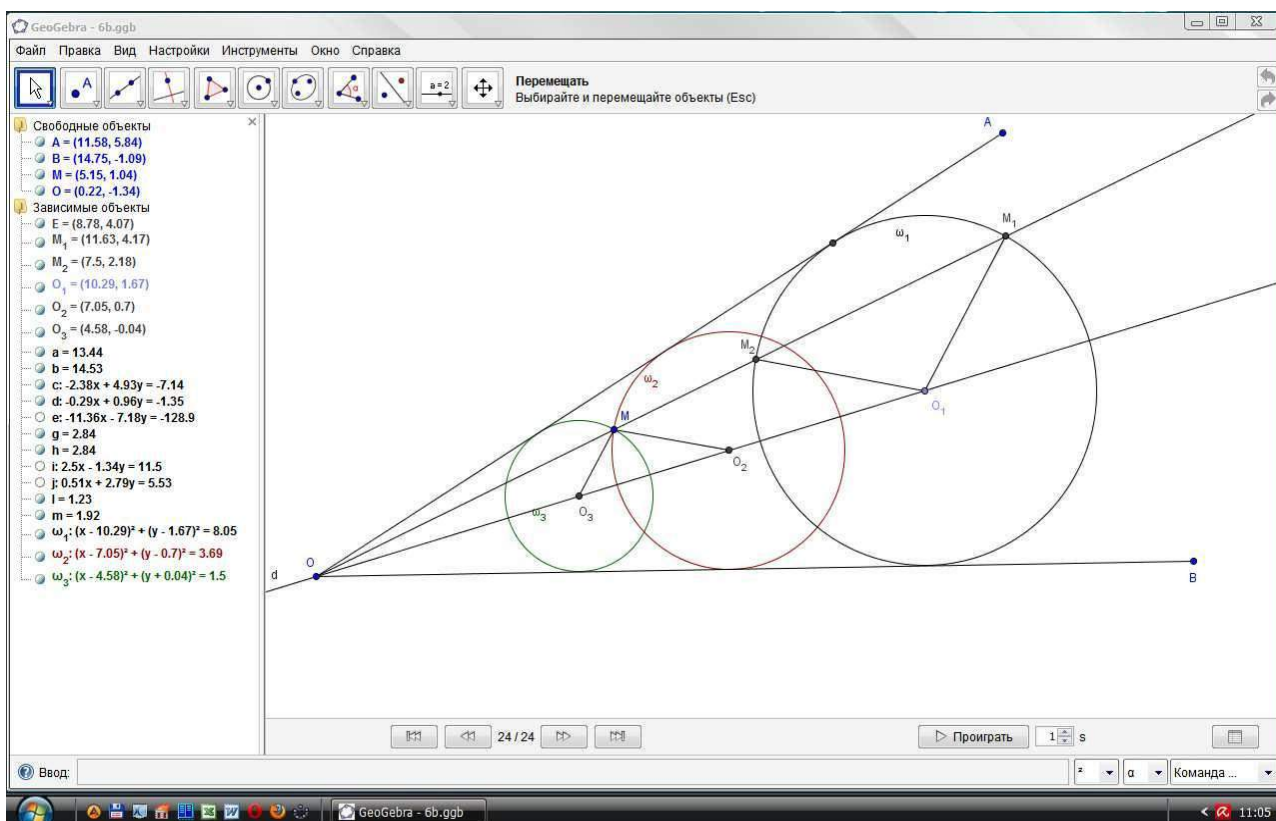 GeoGebra - 6b.ggb
Файл Правка Вид Настройки Инструменты Окно Справка
A
α
a = 2
Перемещать
Выбирайте и перемещайте объекты (Esc)
Свободные объекты
A = (11.58, 5.84)
B = (14.75, -1.09)
M = (5.15, 1.04)
O = (0.22, -1.34)
Зависимые объекты
E = (8.78, 4.07)
M₁ = (11.63, 4.17)
M₂ = (7.5, 2.18)
O₁ = (10.29, 1.67)
O₂ = (7.05, 0.7)
O₃ = (4.58, -0.04)
a = 13.44
b = 14.53
c: -2.38x + 4.93y = -7.14
d: -0.29x + 0.96y = -1.35
e: -11.36x - 7.18y = -128.9
g = 2.84
h = 2.84
i: 2.5x - 1.34y = 11.5
j: 0.51x + 2.79y = 5.53
l = 1.23
m = 1.92
ω₁: (x - 10.29)² + (y - 1.67)² = 8.05
ω₂: (x - 7.05)² + (y - 0.7)² = 3.69
ω₃: (x - 4.58)² + (y + 0.04)² = 1.5
A
M₁
ω₁
M₂
ω₂
M
O₁
O₂
ω₃
O₃
O
d
B
24 / 24
Проиграть
1
s
Ввод:
²
α
Команда ...
GeoGebra - 6b.ggb
11:05